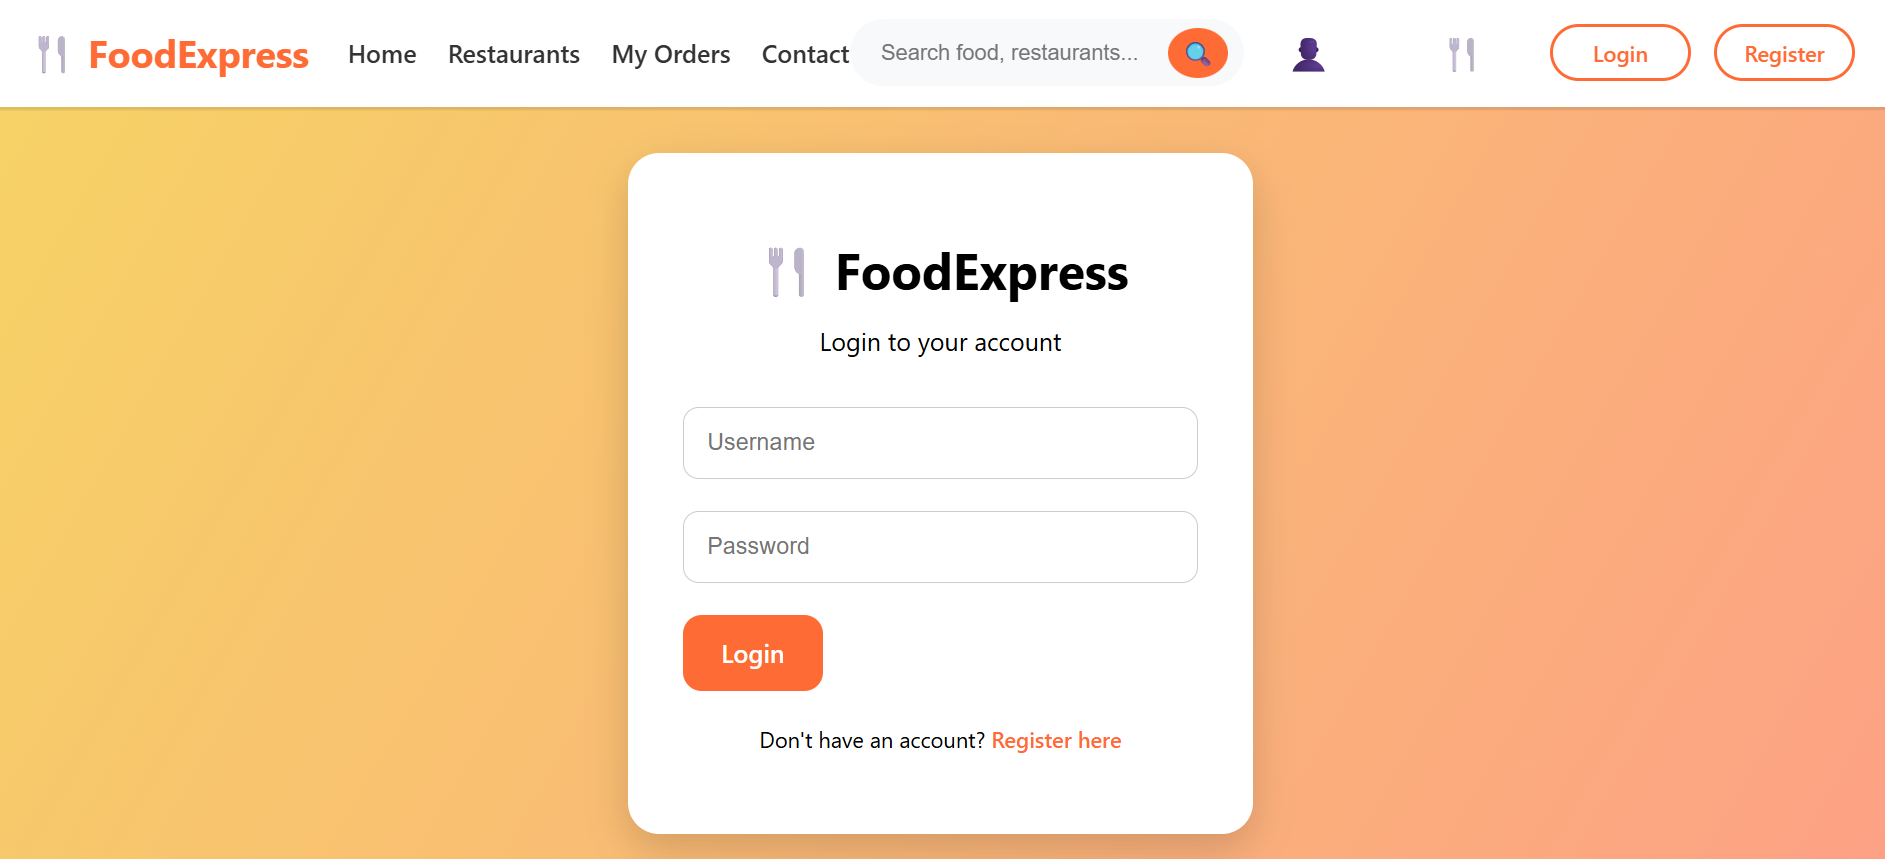 FoodExpress Home Restaurants My Orders Contact Search food, restaurants... Login Register
FoodExpress
Login to your account
Username
Password
Login
Don't have an account? Register here